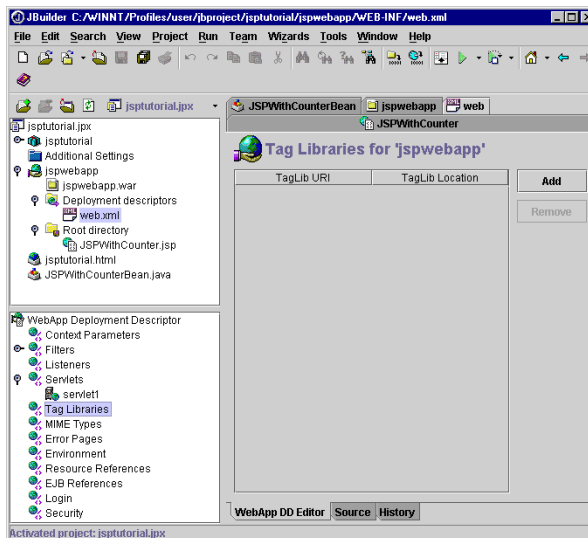 JBuilder C:/WINNT/Profiles/user/jbproject/jsptutorial/jspwebapp/WEB-INF/web.xml
File Edit Search View Project Run Team Wizards Tools Window Help
jsptutorial.jpx
JSPWithCounterBean jspwebapp web
JSPWithCounter
jsptutorial.jpx
jsptutorial
Additional Settings
jspwebapp
jspwebapp.war
Deployment descriptors
web.xml
Root directory
JSPWithCounter.jsp
jsptutorial.html
JSPWithCounterBean.java
WebApp Deployment Descriptor
Context Parameters
Filters
Listeners
Servlets
servlet1
Tag Libraries
MIME Types
Error Pages
Environment
Resource References
EJB References
Login
Security
Tag Libraries for 'jspwebapp'
TagLib URI TagLib Location
Add
Remove
WebApp DD Editor Source History
Activated project: jsptutorial.jpx